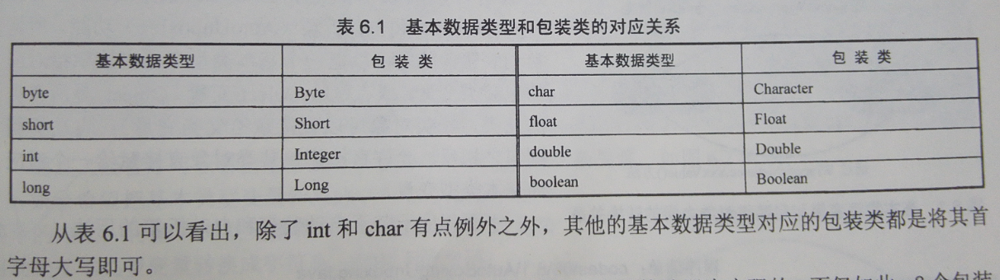 表 6.1 基本数据类型和包装类的对应关系
基本数据类型 包 装 类 基本数据类型 包 装 类
byte Byte char Character
short Short float Float
int Integer double Double
long Long boolean Boolean
从表 6.1 可以看出，除了 int 和 char 有点例外之外，其他的基本数据类型对应的包装类都是将其首
字母大写即可。